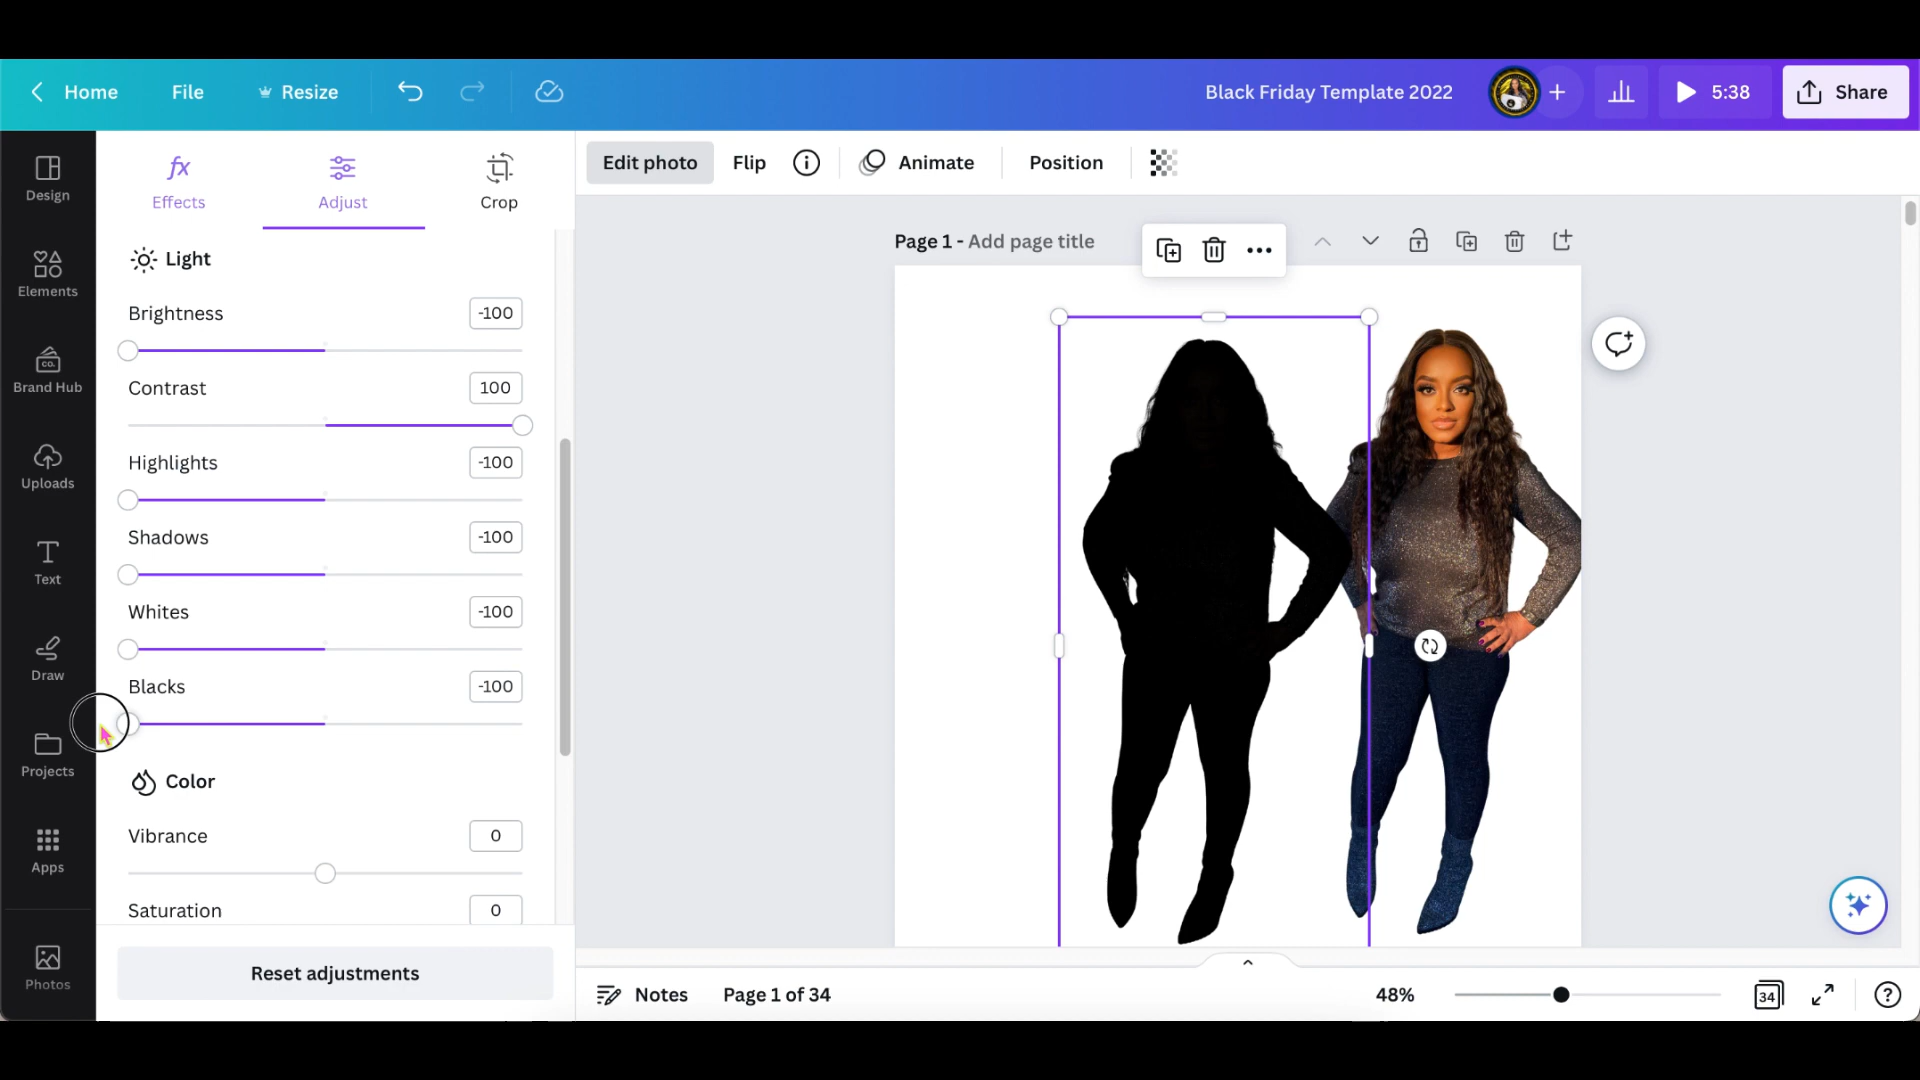 Home
File
Resize
Black Friday Template 2022
5:38
Share
Design
Elements
CO.
Brand Hub
Uploads
Text
Draw
Projects
Apps
Photos
fx
Effects
Adjust
Crop
Light
Brightness -100
Contrast 100
Highlights -100
Shadows -100
Whites -100
Blacks -100
Color
Vibrance 0
Saturation 0
Reset adjustments
Edit photo
Flip
Animate
Position
Page 1 - Add page title
Notes
Page 1 of 34
48%
34